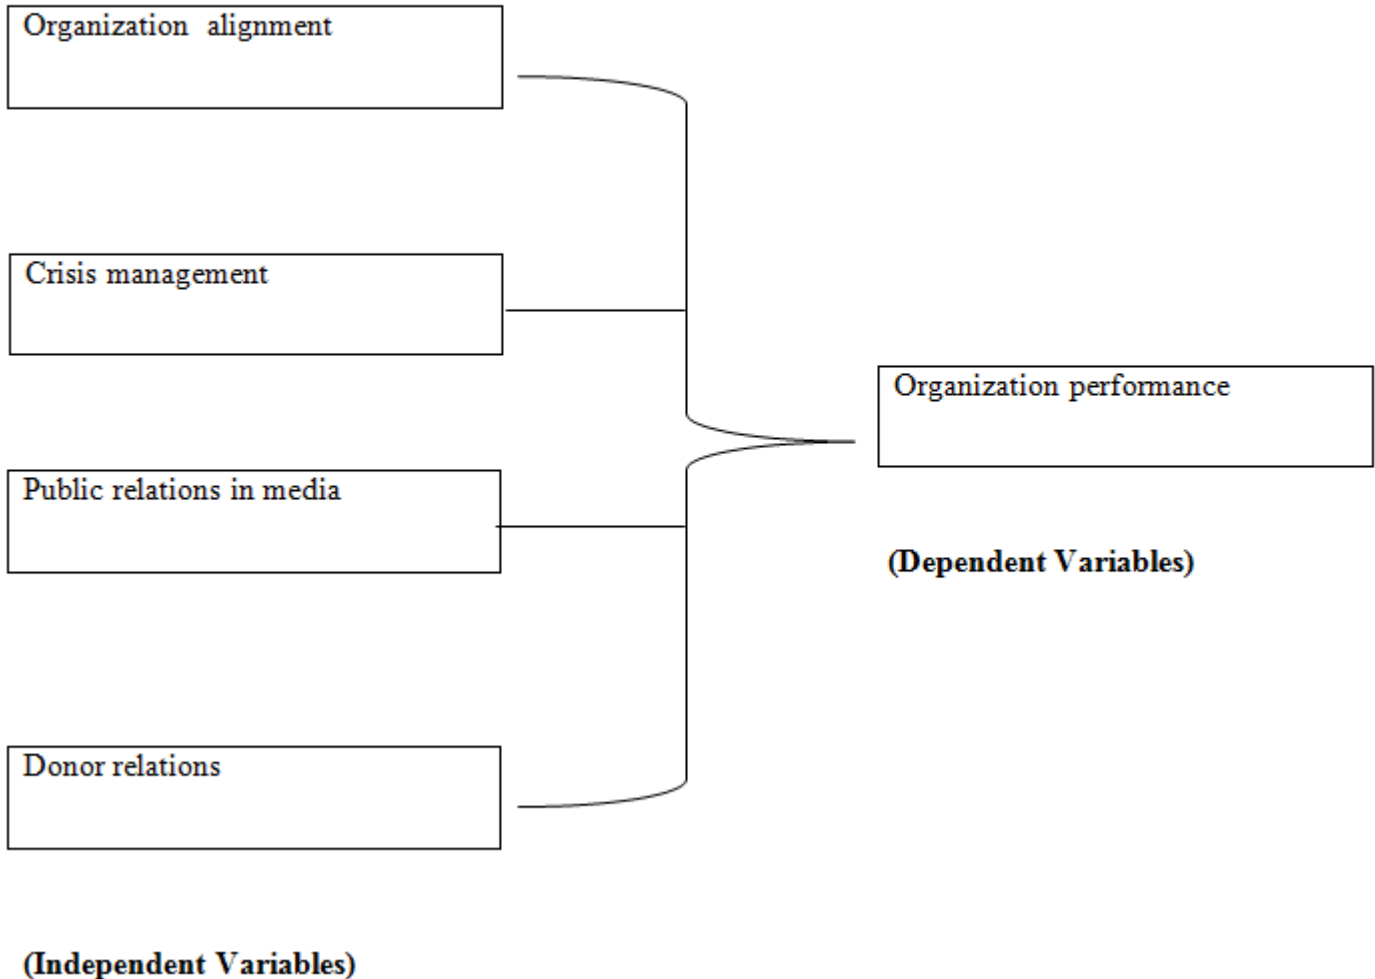 Organization alignment
Crisis management
Organization performance
Public relations in media
(Dependent Variables)
Donor relations
(Independent Variables)